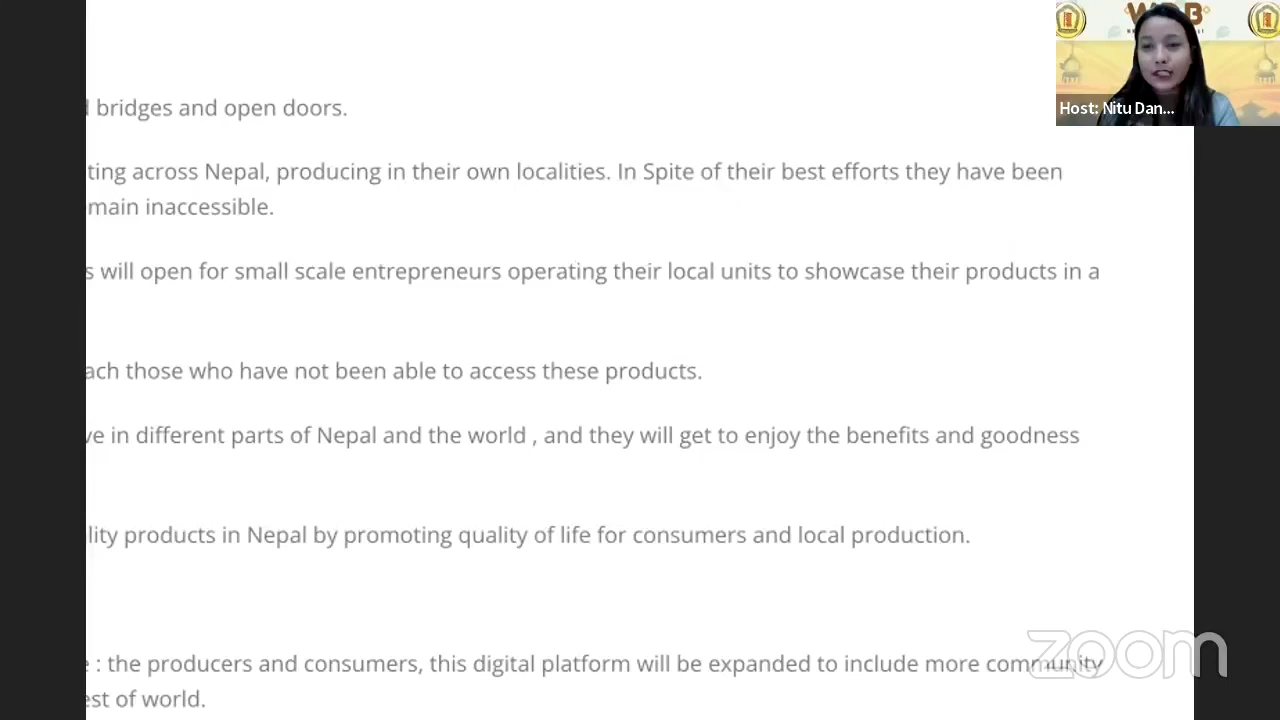 bridges and open doors.
ting across Nepal, producing in their own localities. In Spite of their best efforts they have been
main inaccessible.
s will open for small scale entrepreneurs operating their local units to showcase their products in a
ach those who have not been able to access these products.
ve in different parts of Nepal and the world , and they will get to enjoy the benefits and goodness
lity products in Nepal by promoting quality of life for consumers and local production.
e : the producers and consumers, this digital platform will be expanded to include more community
est of world.
Host: Nitu Dan...
zoom